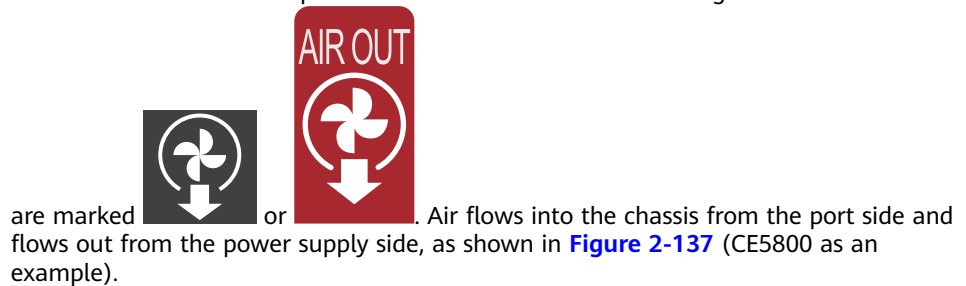 AIR OUT
are marked or . Air flows into the chassis from the port side and
flows out from the power supply side, as shown in Figure 2-137 (CE5800 as an
example).